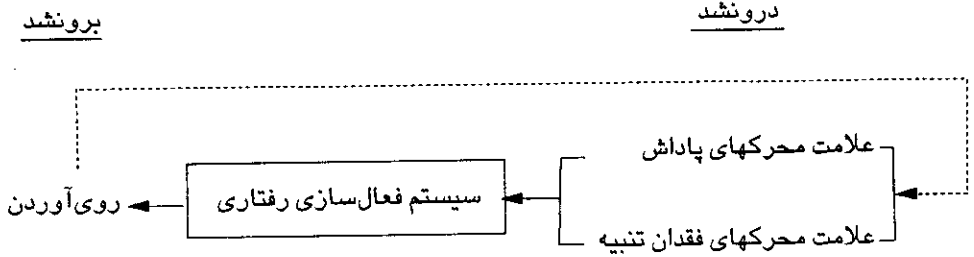 درونشد
برونشد
علامت محرکهای پاداش
سیستم فعال‌سازی رفتاری
روی‌آوردن
علامت محرکهای فقدان تنبیه